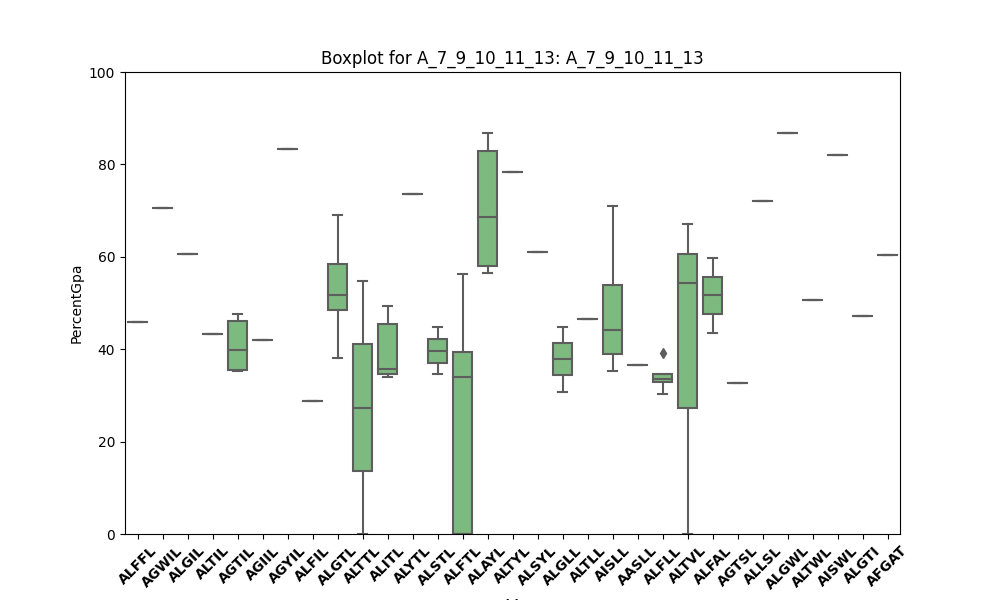 Boxplot for A_7_9_10_11_13: A_7_9_10_11_13
PercentGpa
100
80
60
40
20
0
ALFFL
AGWIL
ALGIL
ALTIL
AGTIL
AGIIL
AGYIL
ALFIL
ALGTL
ALTTL
ALITL
ALYTL
ALSTL
ALFTL
ALAYL
ALTYL
ALSYL
ALGLL
ALTLL
AISLL
AASLL
ALFLL
ALTVL
ALFAL
AGTSL
ALLSL
ALGWL
ALTWL
AISWL
ALGTI
AFGAT